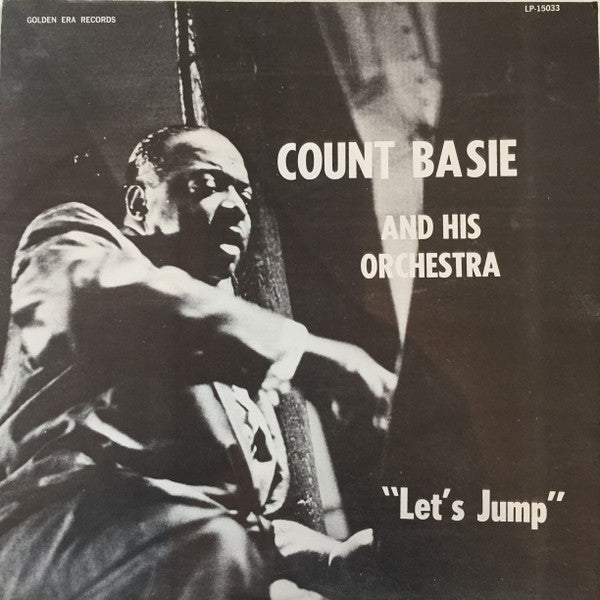 GOLDEN ERA RECORDS
LP-15033
COUNT BASIE
AND HIS
ORCHESTRA
"Let's Jump"